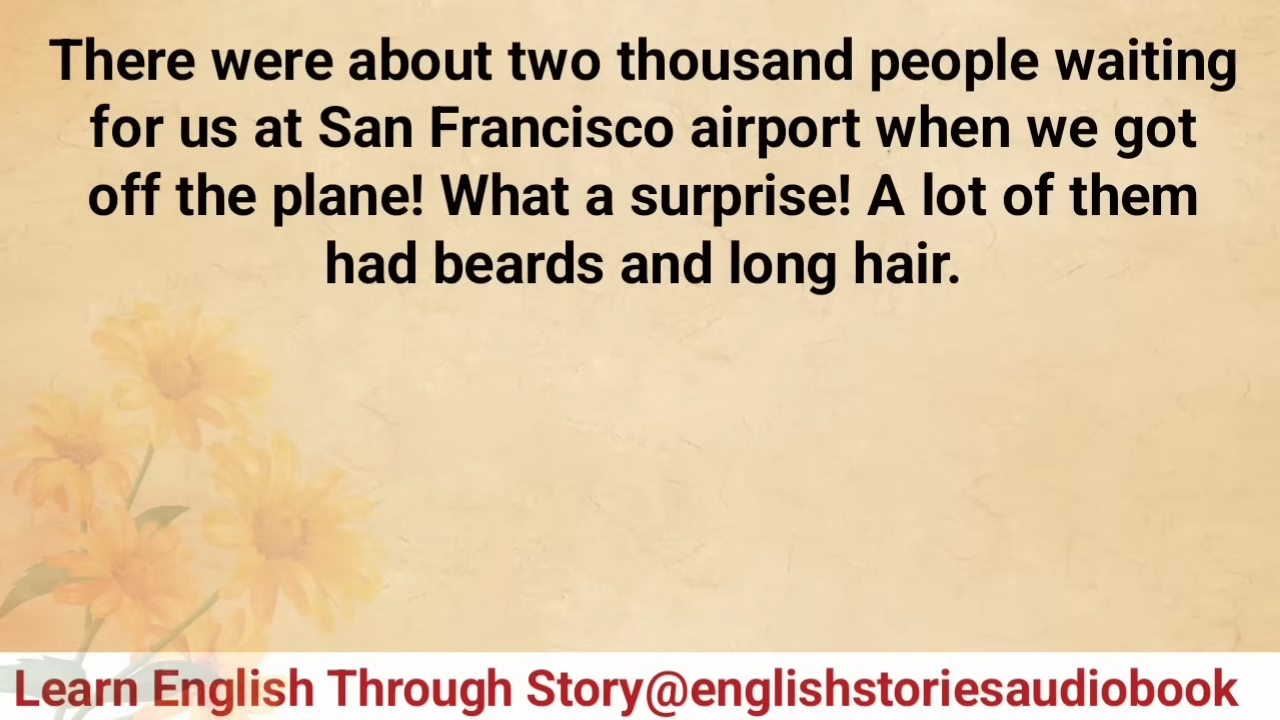 There were about two thousand people waiting
for us at San Francisco airport when we got
off the plane! What a surprise! A lot of them
had beards and long hair.
Learn English Through Story@englishstoriesaudiobook